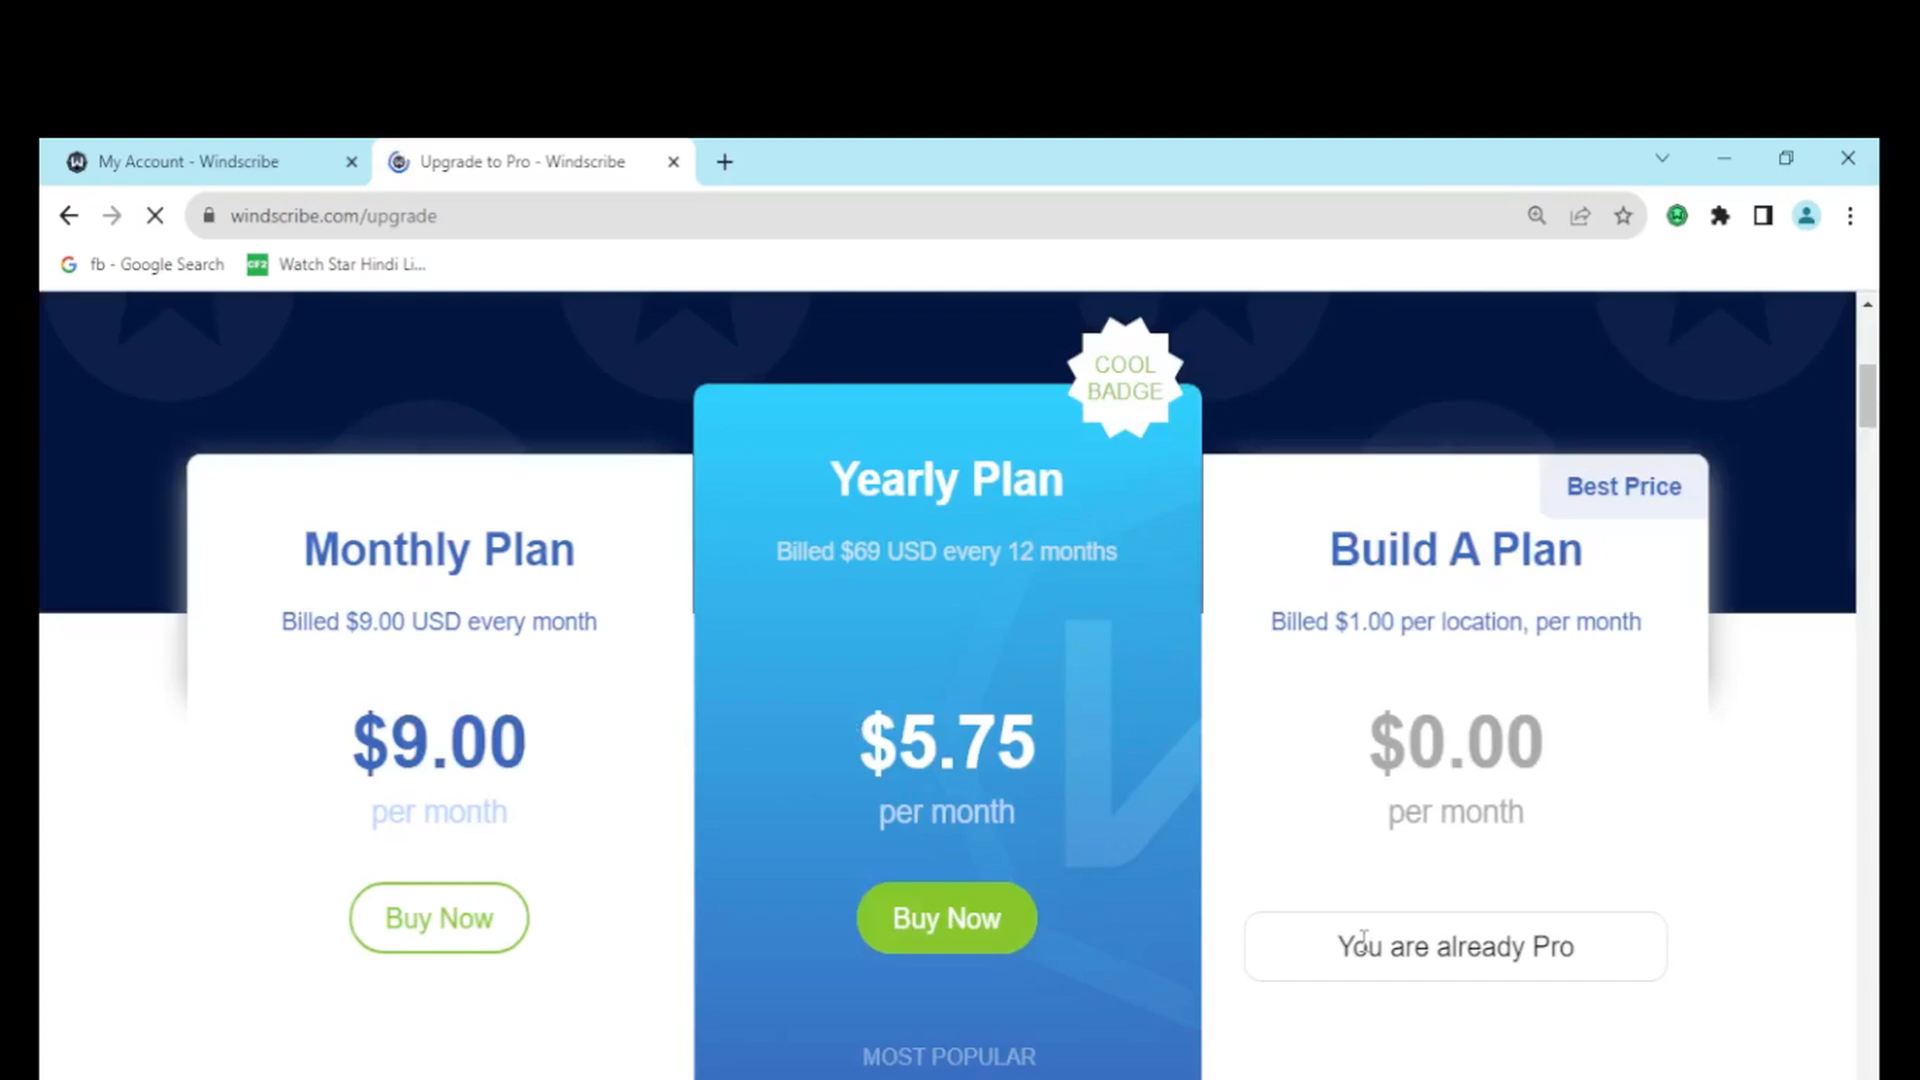 My Account - Windscribe
Upgrade to Pro - Windscribe
windscribe.com/upgrade
fb - Google Search
CF2
Watch Star Hindi Li...
COOL
BADGE
Yearly Plan
Billed $69 USD every 12 months
Best Price
Monthly Plan
Build A Plan
Billed $9.00 USD every month
Billed $1.00 per location, per month
$9.00
$5.75
$0.00
per month
per month
per month
Buy Now
Buy Now
You are already Pro
MOST POPULAR